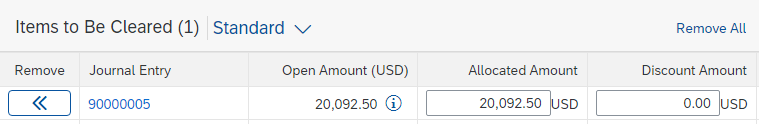 Items to Be Cleared (1) Standard Remove All
Remove Journal Entry Open Amount (USD) Allocated Amount Discount Amount
90000005 20,092.50 20,092.50 USD 0.00 USD